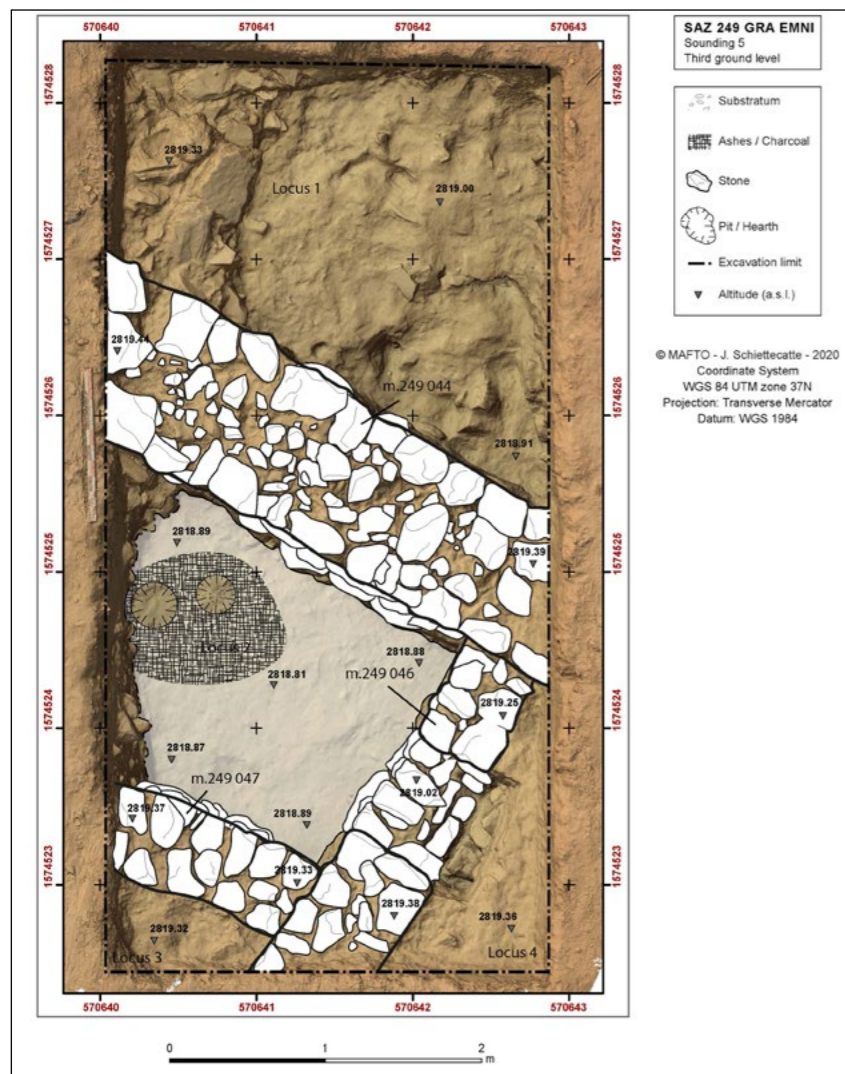 570640 570641 570642 570643
SAZ 249 GRA EMNI
Sounding 5
Third ground level
Substratum
Ashes / Charcoal
Stone
Pit / Hearth
Excavation limit
Altitude (a.s.l.)
© MAFTO - J. Schiettecatte - 2020
Coordinate System
WGS 84 UTM zone 37N
Projection: Transverse Mercator
Datum: WGS 1984
1574528 1574528
2819.33
Locus 1
2819.00
1574527 1574527
2819.44
m.249 044
1574526 1574526
2818.91
2818.89
2819.39
1574525 1574525
Locus 2
2818.88
2818.81
m.249 046
2819.25
1574524 1574524
2818.87
m.249 047
2819.02
2819.37
2818.89
2819.33
1574523 1574523
2819.38
2819.32
2819.36
Locus 3
Locus 4
570640 570641 570642 570643
0 1 2
m